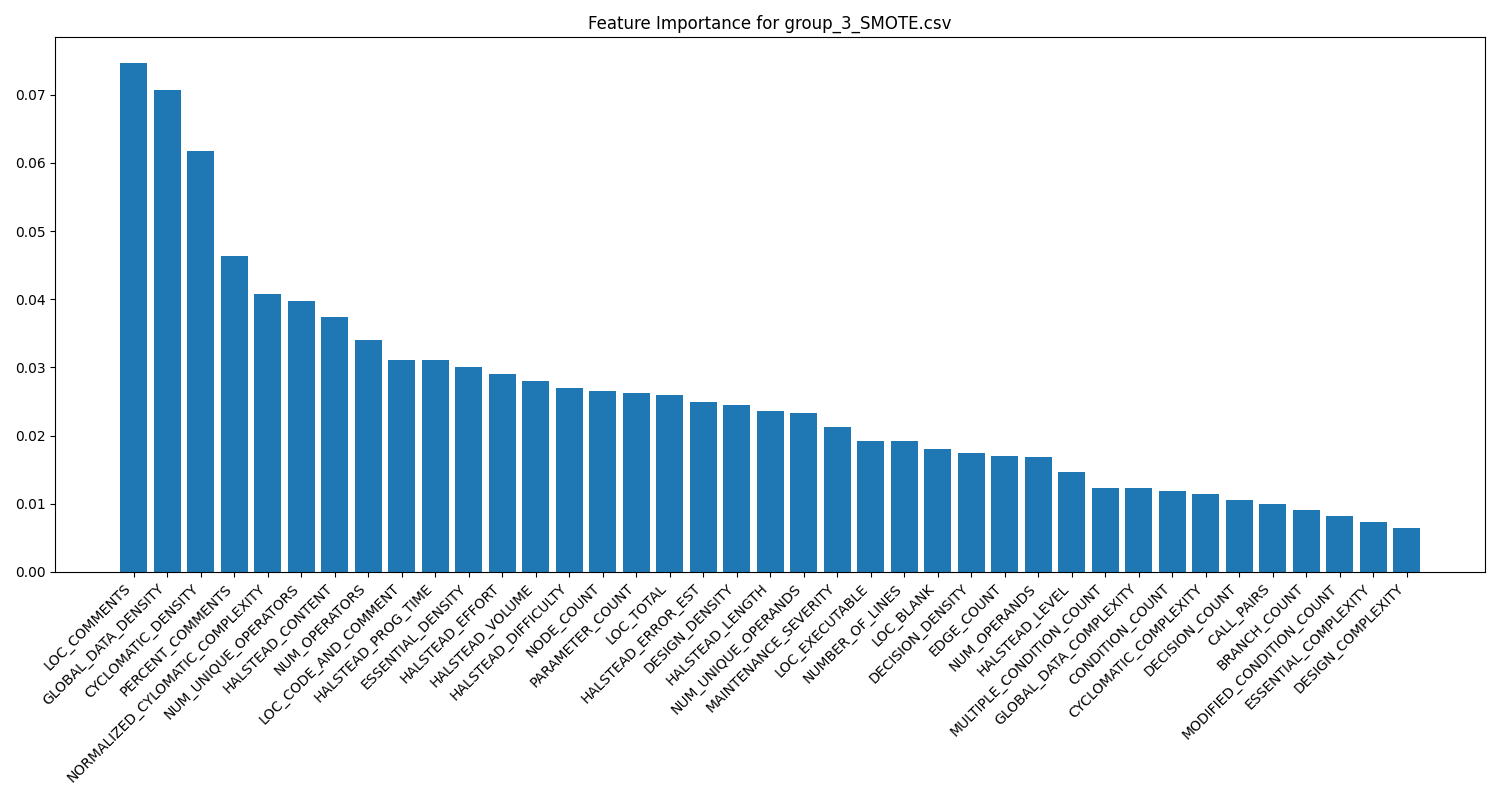 Feature Importance for group_3_SMOTE.csv
0.07
0.06
0.05
0.04
0.03
0.02
0.01
0.00
LOC_COMMENTS
GLOBAL_DATA_DENSITY
CYCLOMATIC_DENSITY
PERCENT_COMMENTS
NORMALIZED_CYLOMATIC_COMPLEXITY
NUM_UNIQUE_OPERATORS
HALSTEAD_CONTENT
NUM_OPERATORS
LOC_CODE_AND_COMMENT
HALSTEAD_PROG_TIME
ESSENTIAL_DENSITY
HALSTEAD_EFFORT
HALSTEAD_VOLUME
HALSTEAD_DIFFICULTY
NODE_COUNT
PARAMETER_COUNT
LOC_TOTAL
HALSTEAD_ERROR_EST
DESIGN_DENSITY
HALSTEAD_LENGTH
NUM_UNIQUE_OPERANDS
MAINTENANCE_SEVERITY
LOC_EXECUTABLE
NUMBER_OF_LINES
LOC_BLANK
DECISION_DENSITY
EDGE_COUNT
NUM_OPERANDS
HALSTEAD_LEVEL
MULTIPLE_CONDITION_COUNT
GLOBAL_DATA_COMPLEXITY
CONDITION_COUNT
CYCLOMATIC_COMPLEXITY
DECISION_COUNT
CALL_PAIRS
BRANCH_COUNT
MODIFIED_CONDITION_COUNT
ESSENTIAL_COMPLEXITY
DESIGN_COMPLEXITY